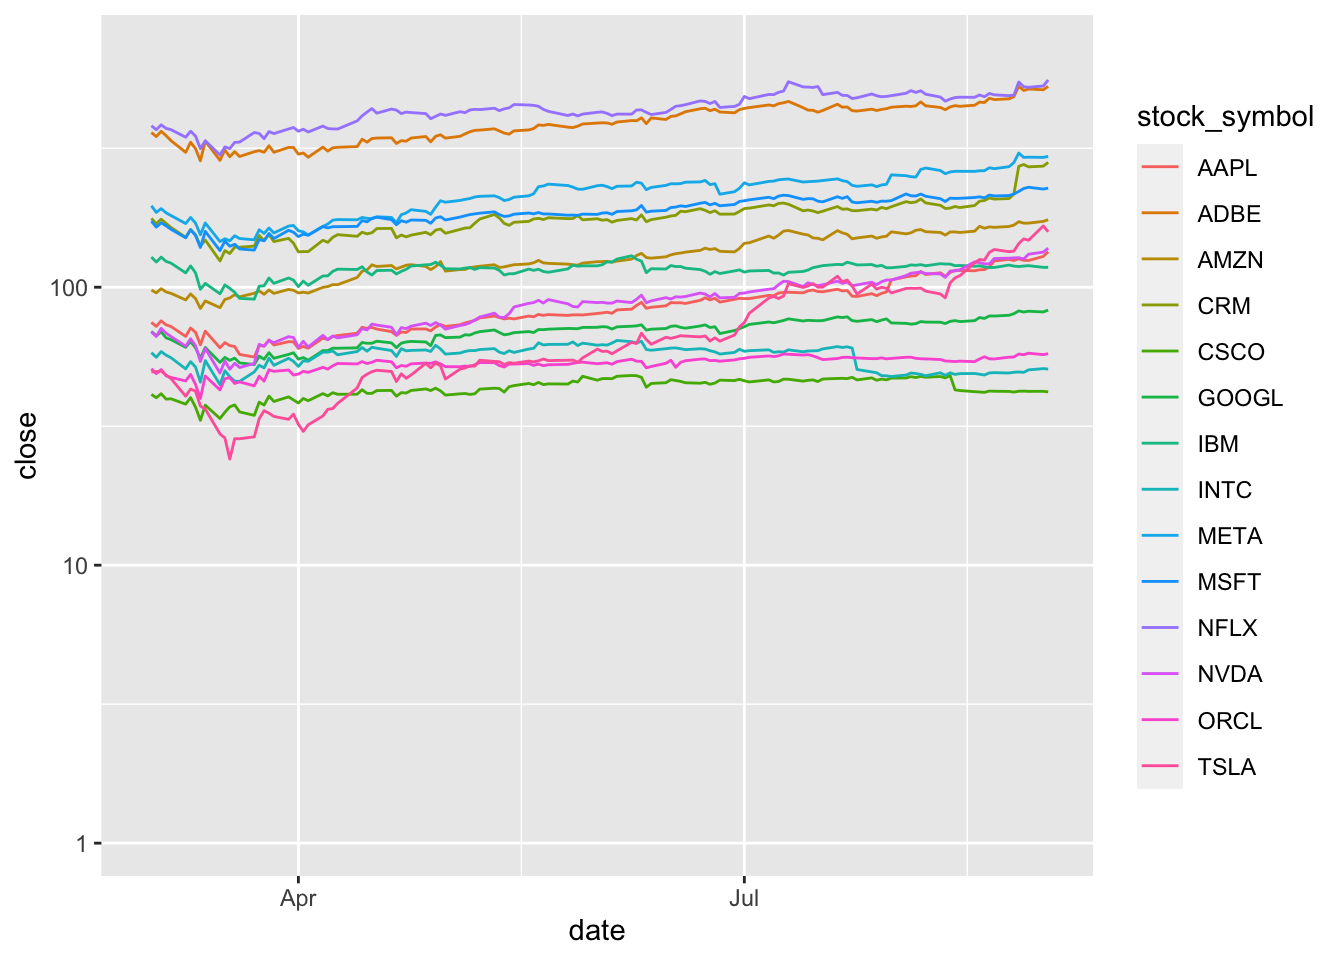 close
100
10
1
Apr
Jul
date
stock_symbol
AAPL
ADBE
AMZN
CRM
CSCO
GOOGL
IBM
INTC
META
MSFT
NFLX
NVDA
ORCL
TSLA